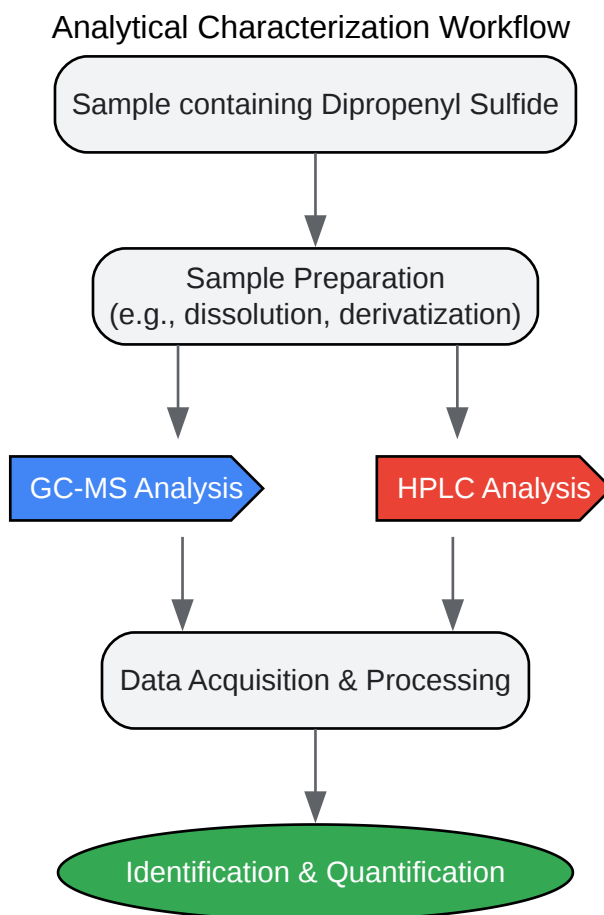 Analytical Characterization Workflow
Sample containing Dipropenyl Sulfide
Sample Preparation
(e.g., dissolution, derivatization)
GC-MS Analysis
HPLC Analysis
Data Acquisition & Processing
Identification & Quantification